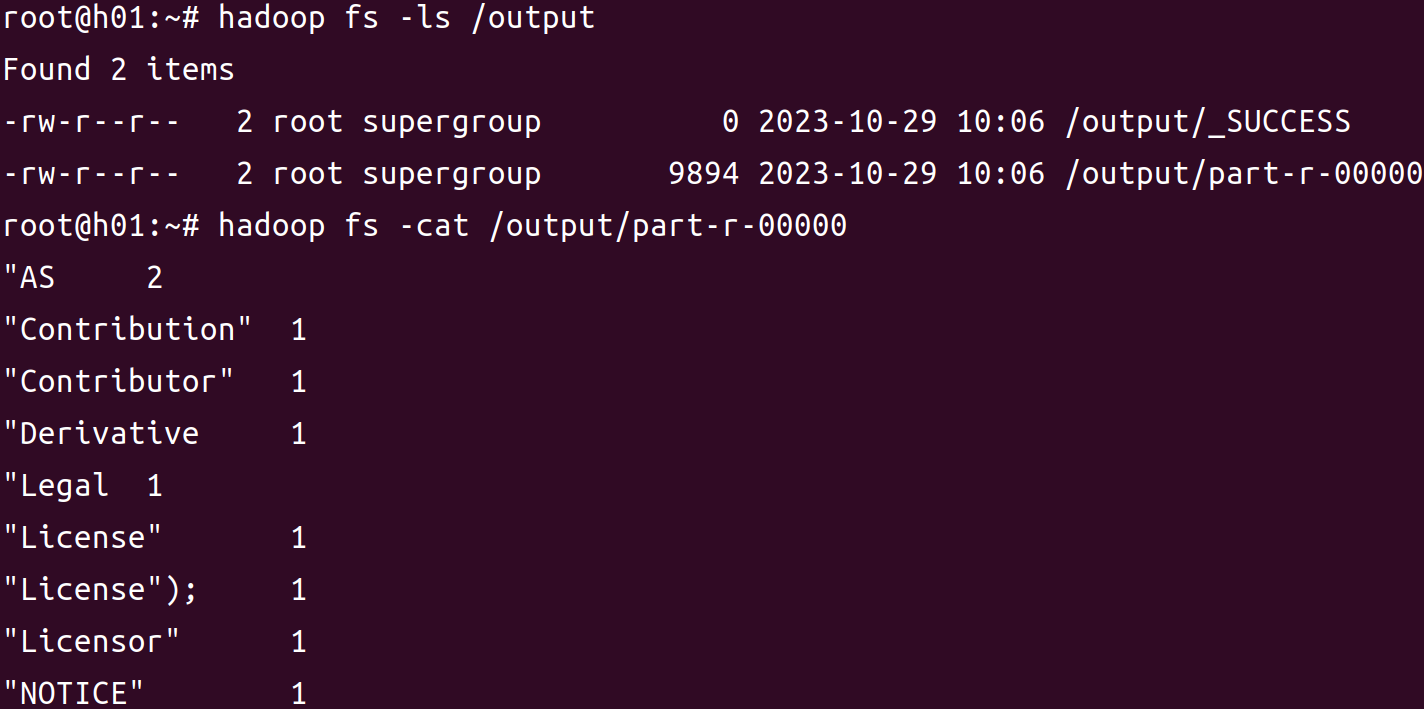 root@h01:~# hadoop fs -ls /output
Found 2 items
-rw-r--r--   2 root supergroup          0 2023-10-29 10:06 /output/_SUCCESS
-rw-r--r--   2 root supergroup       9894 2023-10-29 10:06 /output/part-r-00000
root@h01:~# hadoop fs -cat /output/part-r-00000
"AS     2
"Contribution"  1
"Contributor"   1
"Derivative     1
"Legal  1
"License"       1
"License");     1
"Licensor"      1
"NOTICE"        1